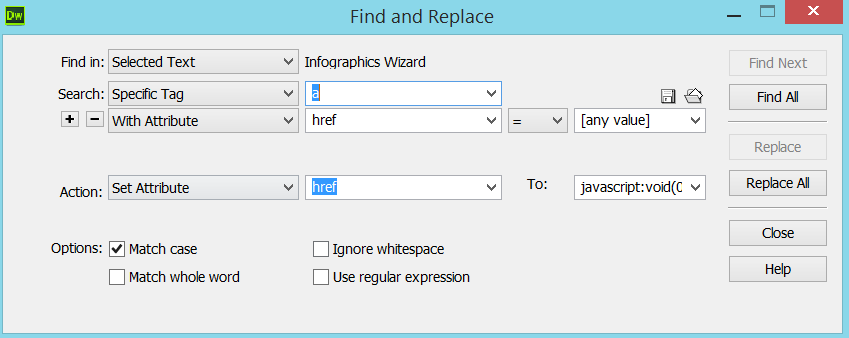 Dw Find and Replace
Find in: Selected Text Infographics Wizard Find Next
Search: Specific Tag a Find All
+ - With Attribute href = [any value]
Replace
Action: Set Attribute href To: javascript:void(0 Replace All
Close
Options: Match case Ignore whitespace
Help
Match whole word Use regular expression